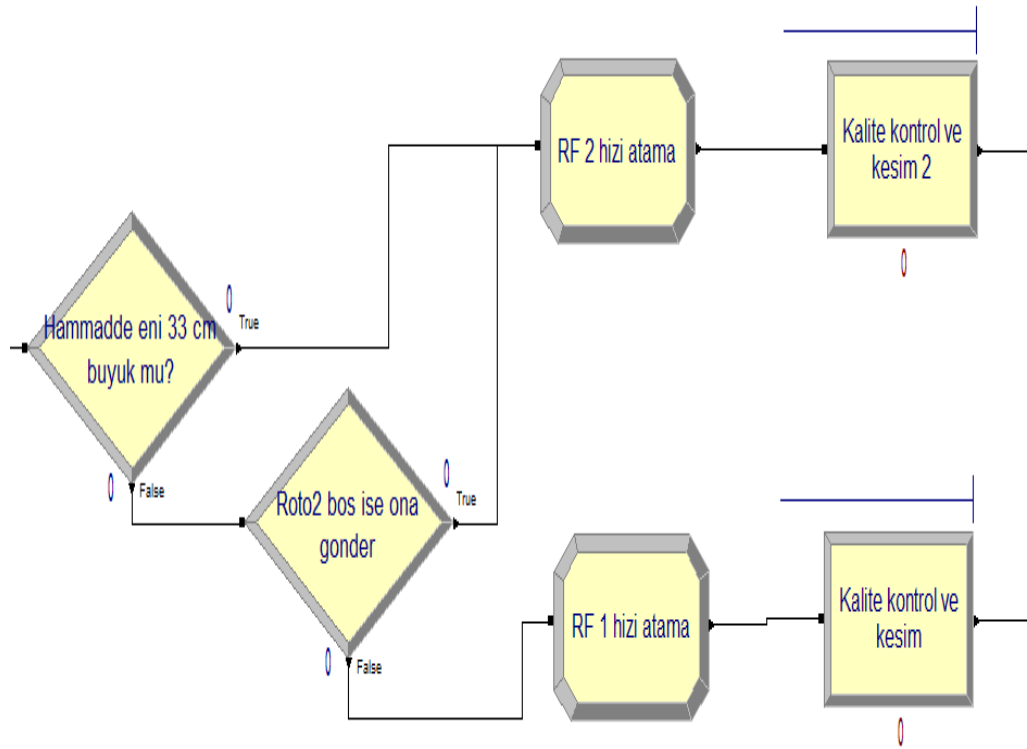 RF 2 hizi atama
Kalite kontrol ve
kesim 2
0
0
True
Hammadde eni 33 cm
buyuk mu?
0
False
0
True
Roto2 bos ise ona
gonder
0
False
RF 1 hizi atama
Kalite kontrol ve
kesim
0